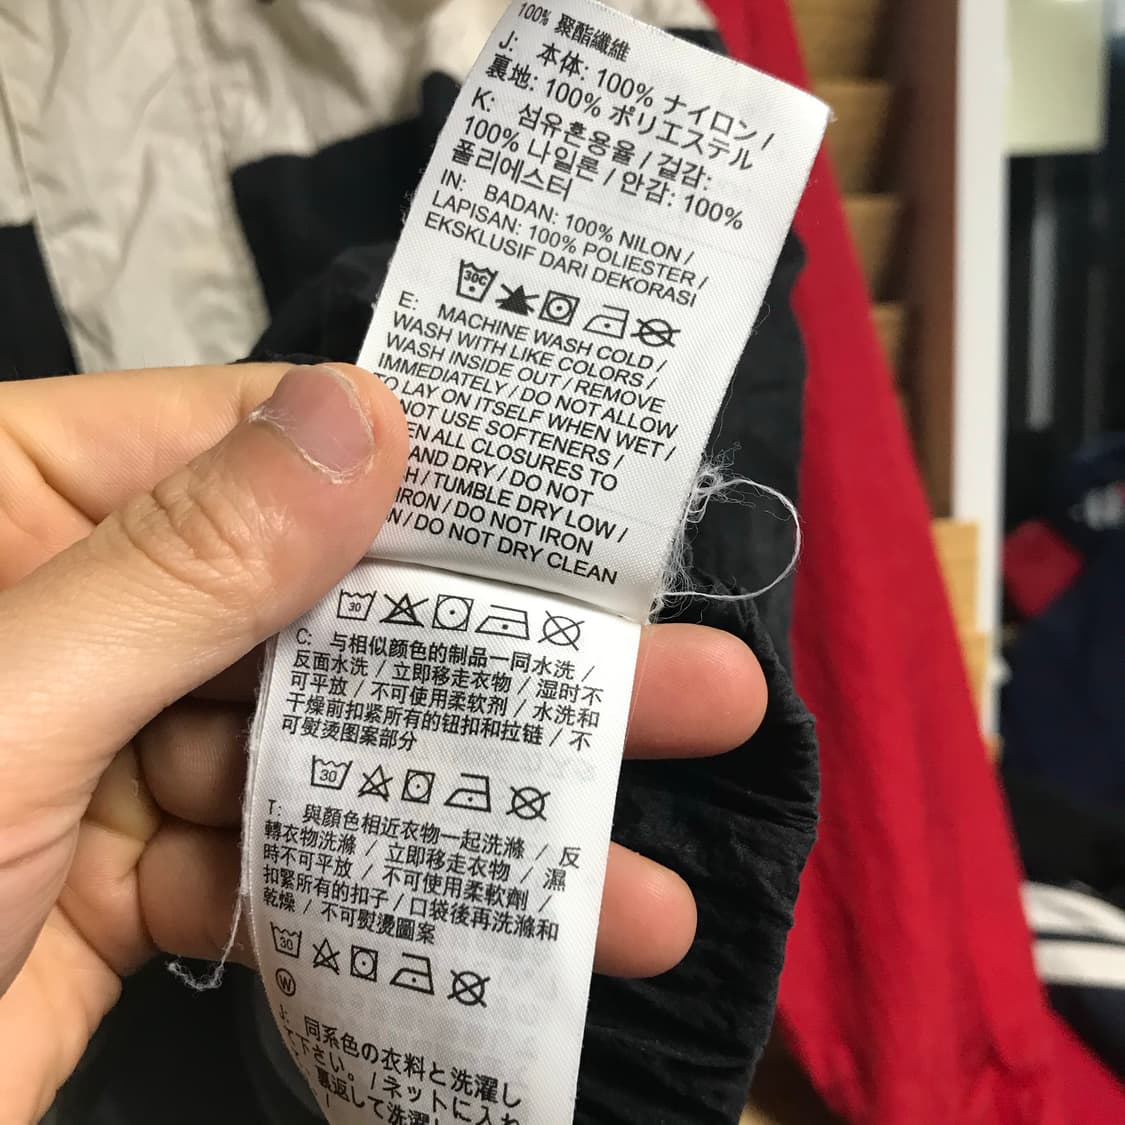 100% 聚酯纖維
J: 本体: 100% ナイロン /
裏地: 100% ポリエステル
K: 섬유혼용율 / 겉감:
100% 나일론 / 안감: 100%
폴리에스터
IN: BADAN: 100% NILON /
LAPISAN: 100% POLIESTER /
EKSKLUSIF DARI DEKORASI
30C
E: MACHINE WASH COLD /
WASH WITH LIKE COLORS /
WASH INSIDE OUT / REMOVE
IMMEDIATELY / DO NOT ALLOW
TO LAY ON ITSELF WHEN WET /
NOT USE SOFTENERS /
ALL CLOSURES TO
AND DRY / DO NOT
/ TUMBLE DRY LOW /
IRON / DO NOT IRON
/ DO NOT DRY CLEAN
30
C: 与相似颜色的制品一同水洗 /
反面水洗 / 立即移走衣物 / 湿时不
可平放 / 不可使用柔软剂 / 水洗和
干燥前扣紧所有的钮扣和拉链 / 不
可熨烫图案部分
30
T: 與顏色相近衣物一起洗滌 / 反
轉衣物洗滌 / 立即移走衣物 / 濕
時不可平放 / 不可使用柔軟劑 /
扣緊所有的扣子 / 口袋後再洗滌和
乾燥 / 不可熨燙圖案
30
W
J: 同系色の衣料と洗濯し
て下さい。/ ネットに入れ
裏返して洗濯し